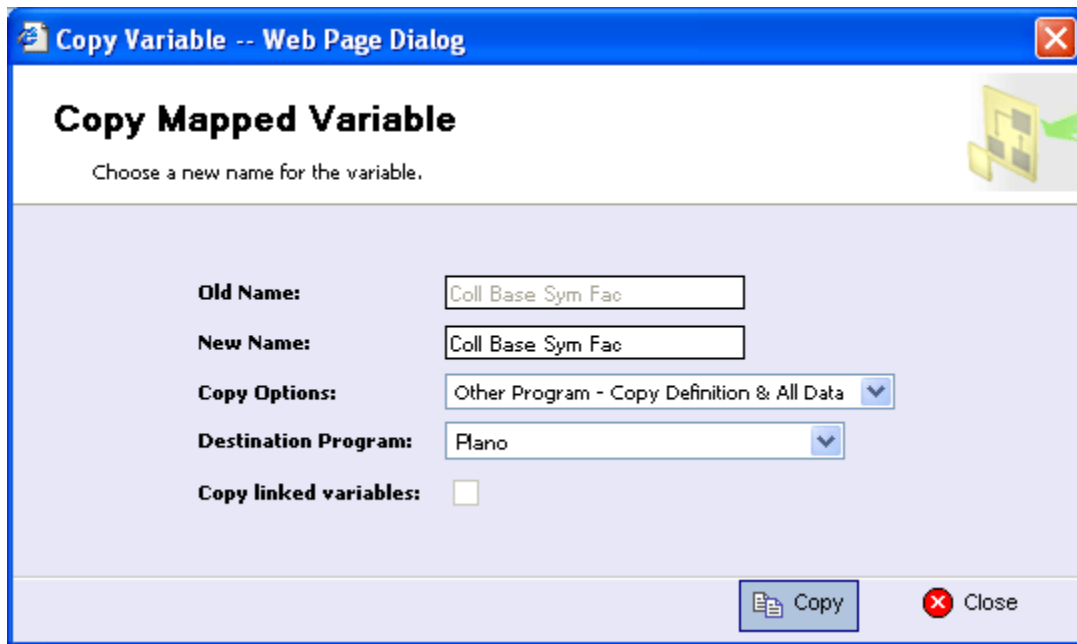 Copy Variable -- Web Page Dialog
Copy Mapped Variable
Choose a new name for the variable.
Old Name: Coll Base Sym Fac
New Name: Coll Base Sym Fac
Copy Options: Other Program - Copy Definition & All Data
Destination Program: Plano
Copy linked variables:
Copy Close